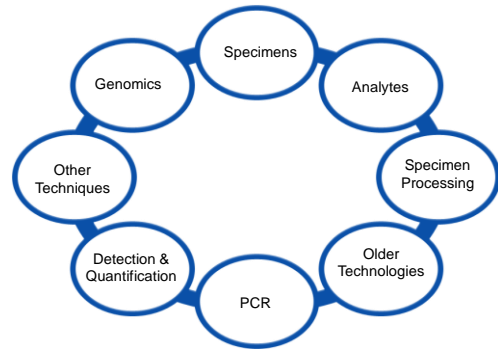 Specimens
Analytes
Specimen
Processing
Older
Technologies
PCR
Detection &
Quantification
Other
Techniques
Genomics